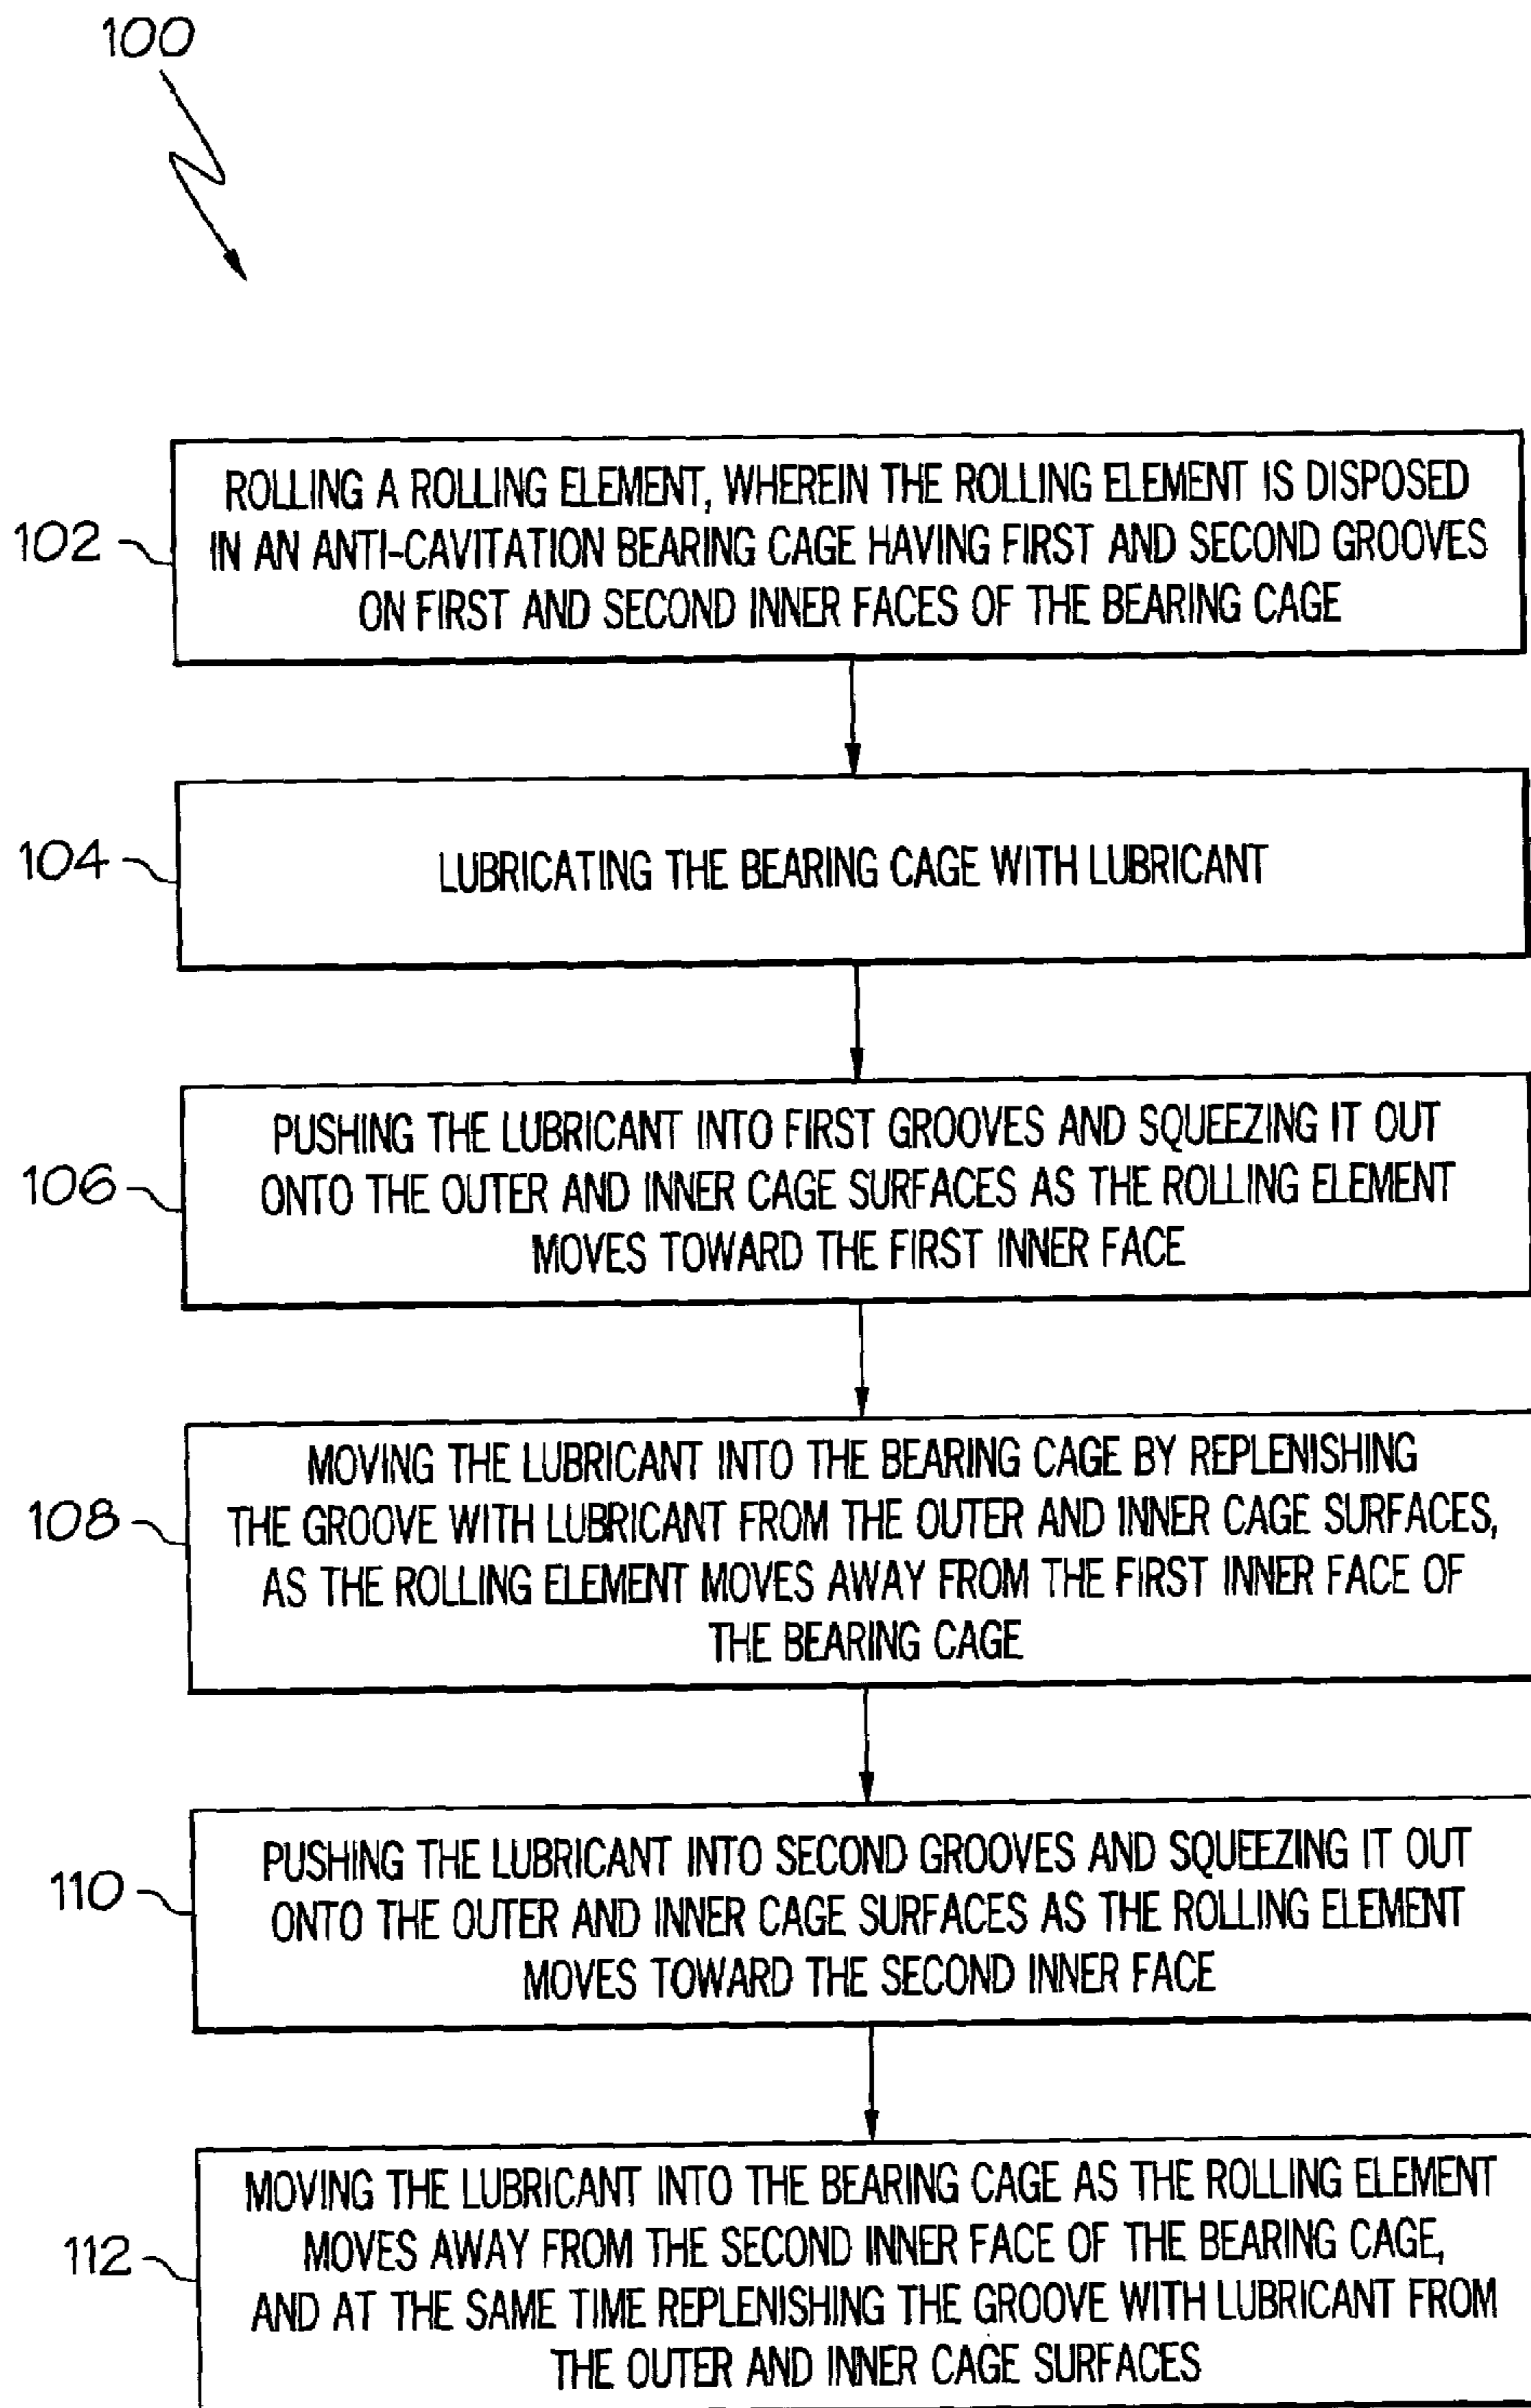 100
102
ROLLING A ROLLING ELEMENT, WHEREIN THE ROLLING ELEMENT IS DISPOSED
IN AN ANTI-CAVITATION BEARING CAGE HAVING FIRST AND SECOND GROOVES
ON FIRST AND SECOND INNER FACES OF THE BEARING CAGE
104
LUBRICATING THE BEARING CAGE WITH LUBRICANT
106
PUSHING THE LUBRICANT INTO FIRST GROOVES AND SQUEEZING IT OUT
ONTO THE OUTER AND INNER CAGE SURFACES AS THE ROLLING ELEMENT
MOVES TOWARD THE FIRST INNER FACE
108
MOVING THE LUBRICANT INTO THE BEARING CAGE BY REPLENISHING
THE GROOVE WITH LUBRICANT FROM THE OUTER AND INNER CAGE SURFACES,
AS THE ROLLING ELEMENT MOVES AWAY FROM THE FIRST INNER FACE OF
THE BEARING CAGE
110
PUSHING THE LUBRICANT INTO SECOND GROOVES AND SQUEEZING IT OUT
ONTO THE OUTER AND INNER CAGE SURFACES AS THE ROLLING ELEMENT
MOVES TOWARD THE SECOND INNER FACE
112
MOVING THE LUBRICANT INTO THE BEARING CAGE AS THE ROLLING ELEMENT
MOVES AWAY FROM THE SECOND INNER FACE OF THE BEARING CAGE,
AND AT THE SAME TIME REPLENISHING THE GROOVE WITH LUBRICANT FROM
THE OUTER AND INNER CAGE SURFACES